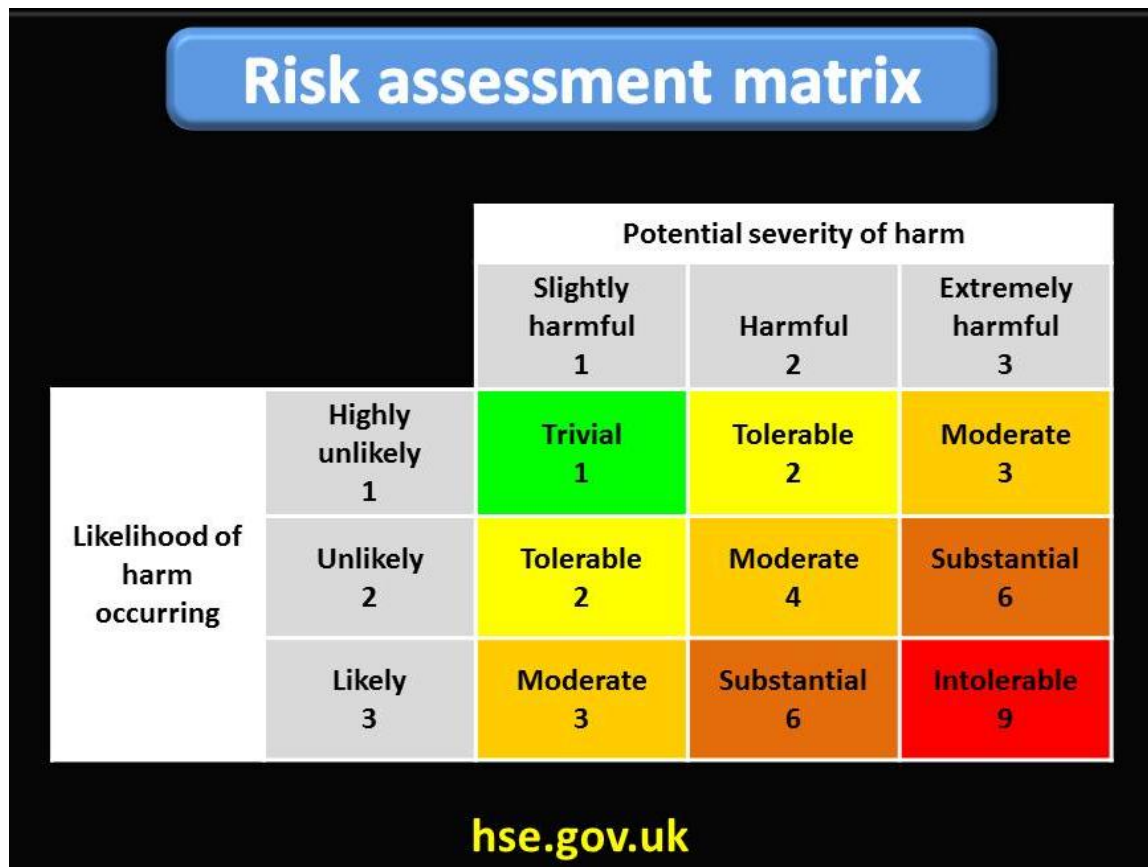 Risk assessment matrix
Potential severity of harm
Slightly
harmful
1
Harmful
2
Extremely
harmful
3
Likelihood of
harm
occurring
Highly
unlikely
1
Trivial
1
Tolerable
2
Moderate
3
Unlikely
2
Tolerable
2
Moderate
4
Substantial
6
Likely
3
Moderate
3
Substantial
6
Intolerable
9
hse.gov.uk